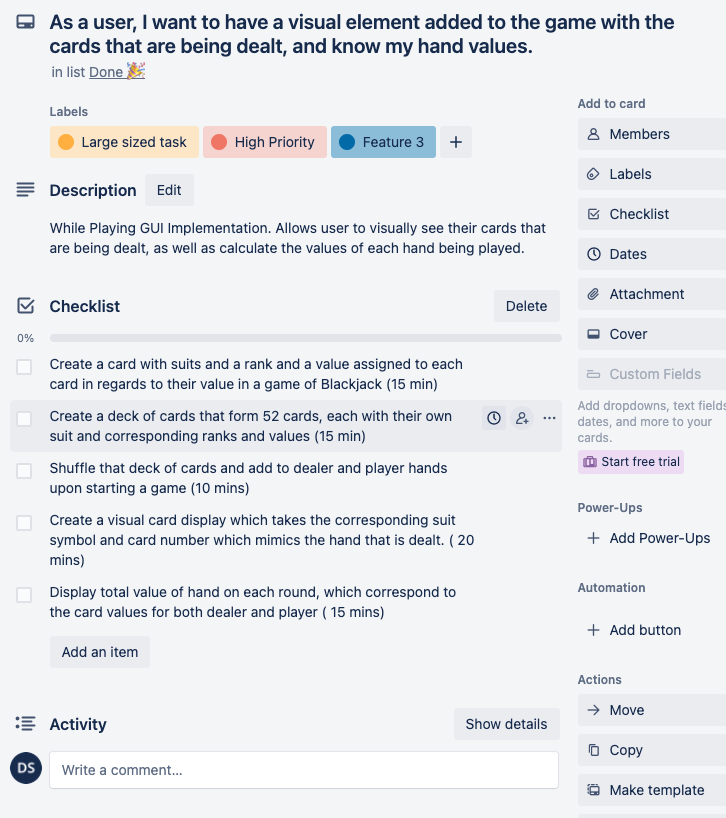 As a user, I want to have a visual element added to the game with the
cards that are being dealt, and know my hand values.
in list Done 🎉
Labels
Large sized task
High Priority
Feature 3
Description
Edit
While Playing GUI Implementation. Allows user to visually see their cards that
are being dealt, as well as calculate the values of each hand being played.
Checklist
Delete
0%
Create a card with suits and a rank and a value assigned to each
card in regards to their value in a game of Blackjack (15 min)
Create a deck of cards that form 52 cards, each with their own
suit and corresponding ranks and values (15 min)
Shuffle that deck of cards and add to dealer and player hands
upon starting a game (10 mins)
Create a visual card display which takes the corresponding suit
symbol and card number which mimics the hand that is dealt. ( 20
mins)
Display total value of hand on each round, which correspond to
the card values for both dealer and player ( 15 mins)
Add an item
Activity
Show details
DS
Write a comment…
Add to card
Members
Labels
Checklist
Dates
Attachment
Cover
Custom Fields
Add dropdowns, text fields
dates, and more to your
cards.
Start free trial
Power-Ups
Add Power-Ups
Automation
Add button
Actions
Move
Copy
Make template